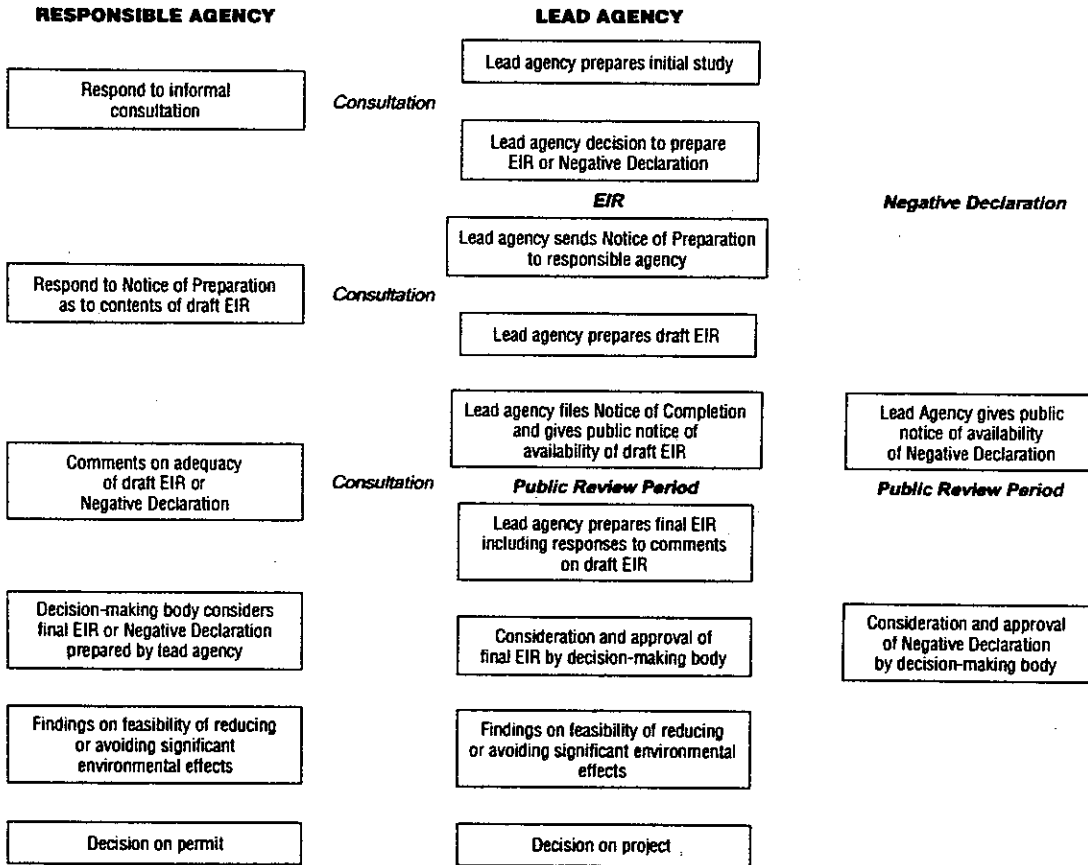 RESPONSIBLE AGENCY
LEAD AGENCY
Lead agency prepares initial study
Respond to informal
consultation
Consultation
Lead agency decision to prepare
EIR or Negative Declaration
EIR
Negative Declaration
Lead agency sends Notice of Preparation
to responsible agency
Respond to Notice of Preparation
as to contents of draft EIR
Consultation
Lead agency prepares draft EIR
Lead agency files Notice of Completion
and gives public notice of
availability of draft EIR
Lead Agency gives public
notice of availability
of Negative Declaration
Comments on adequacy
of draft EIR or
Negative Declaration
Consultation
Public Review Period
Public Review Period
Lead agency prepares final EIR
including responses to comments
on draft EIR
Decision-making body considers
final EIR or Negative Declaration
prepared by lead agency
Consideration and approval of
final EIR by decision-making body
Consideration and approval
of Negative Declaration
by decision-making body
Findings on feasibility of reducing
or avoiding significant
environmental effects
Findings on feasibility of reducing
or avoiding significant environmental
effects
Decision on permit
Decision on project